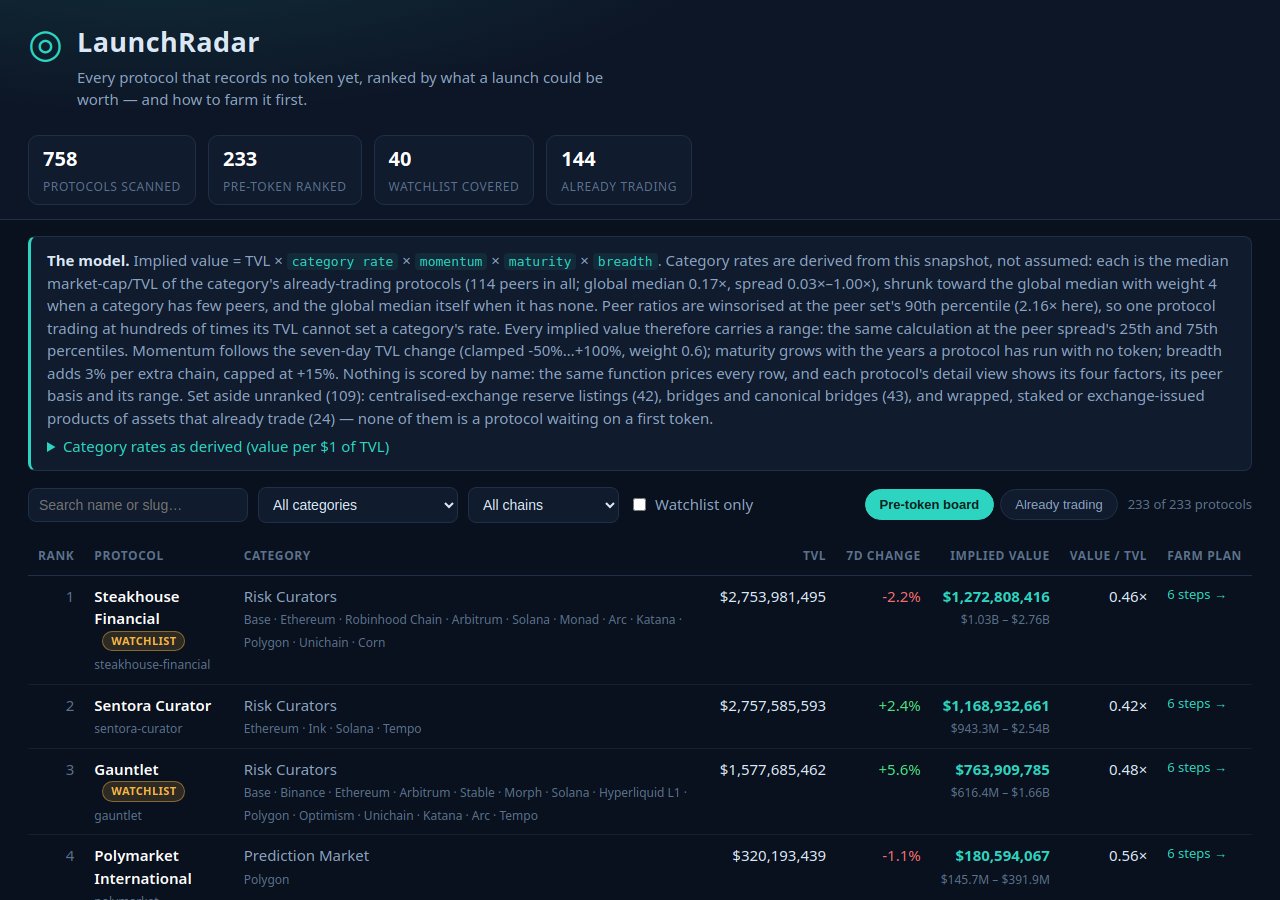 LaunchRadar
Every protocol that records no token yet, ranked by what a launch could be
worth — and how to farm it first.
758
PROTOCOLS SCANNED
233
PRE-TOKEN RANKED
40
WATCHLIST COVERED
144
ALREADY TRADING
The model. Implied value = TVL × category rate × momentum × maturity × breadth. Category rates are derived from this snapshot, not assumed: each is the median
market-cap/TVL of the category's already-trading protocols (114 peers in all; global median 0.17×, spread 0.03×–1.00×), shrunk toward the global median with weight 4
when a category has few peers, and the global median itself when it has none. Peer ratios are winsorised at the peer set's 90th percentile (2.16× here), so one protocol
trading at hundreds of times its TVL cannot set a category's rate. Every implied value therefore carries a range: the same calculation at the peer spread's 25th and 75th
percentiles. Momentum follows the seven-day TVL change (clamped -50%…+100%, weight 0.6); maturity grows with the years a protocol has run with no token; breadth
adds 3% per extra chain, capped at +15%. Nothing is scored by name: the same function prices every row, and each protocol's detail view shows its four factors, its peer
basis and its range. Set aside unranked (109): centralised-exchange reserve listings (42), bridges and canonical bridges (43), and wrapped, staked or exchange-issued
products of assets that already trade (24) — none of them is a protocol waiting on a first token.
▶ Category rates as derived (value per $1 of TVL)
Search name or slug… All categories All chains Watchlist only Pre-token board Already trading 233 of 233 protocols
RANK PROTOCOL CATEGORY TVL 7D CHANGE IMPLIED VALUE VALUE / TVL FARM PLAN
1 Steakhouse Financial Risk Curators $2,753,981,495 -2.2% $1,272,808,416 0.46× 6 steps →
WATCHLIST Base · Ethereum · Robinhood Chain · Arbitrum · Solana · Monad · Arc · Katana · $1.03B – $2.76B
steakhouse-financial Polygon · Unichain · Corn
2 Sentora Curator Risk Curators $2,757,585,593 +2.4% $1,168,932,661 0.42× 6 steps →
sentora-curator Ethereum · Ink · Solana · Tempo $943.3M – $2.54B
3 Gauntlet Risk Curators $1,577,685,462 +5.6% $763,909,785 0.48× 6 steps →
WATCHLIST Base · Binance · Ethereum · Arbitrum · Stable · Morph · Solana · Hyperliquid L1 · $616.4M – $1.66B
gauntlet Polygon · Optimism · Unichain · Katana · Arc · Tempo
4 Polymarket Prediction Market $320,193,439 -1.1% $180,594,067 0.56× 6 steps →
International Polygon $145.7M – $391.9M